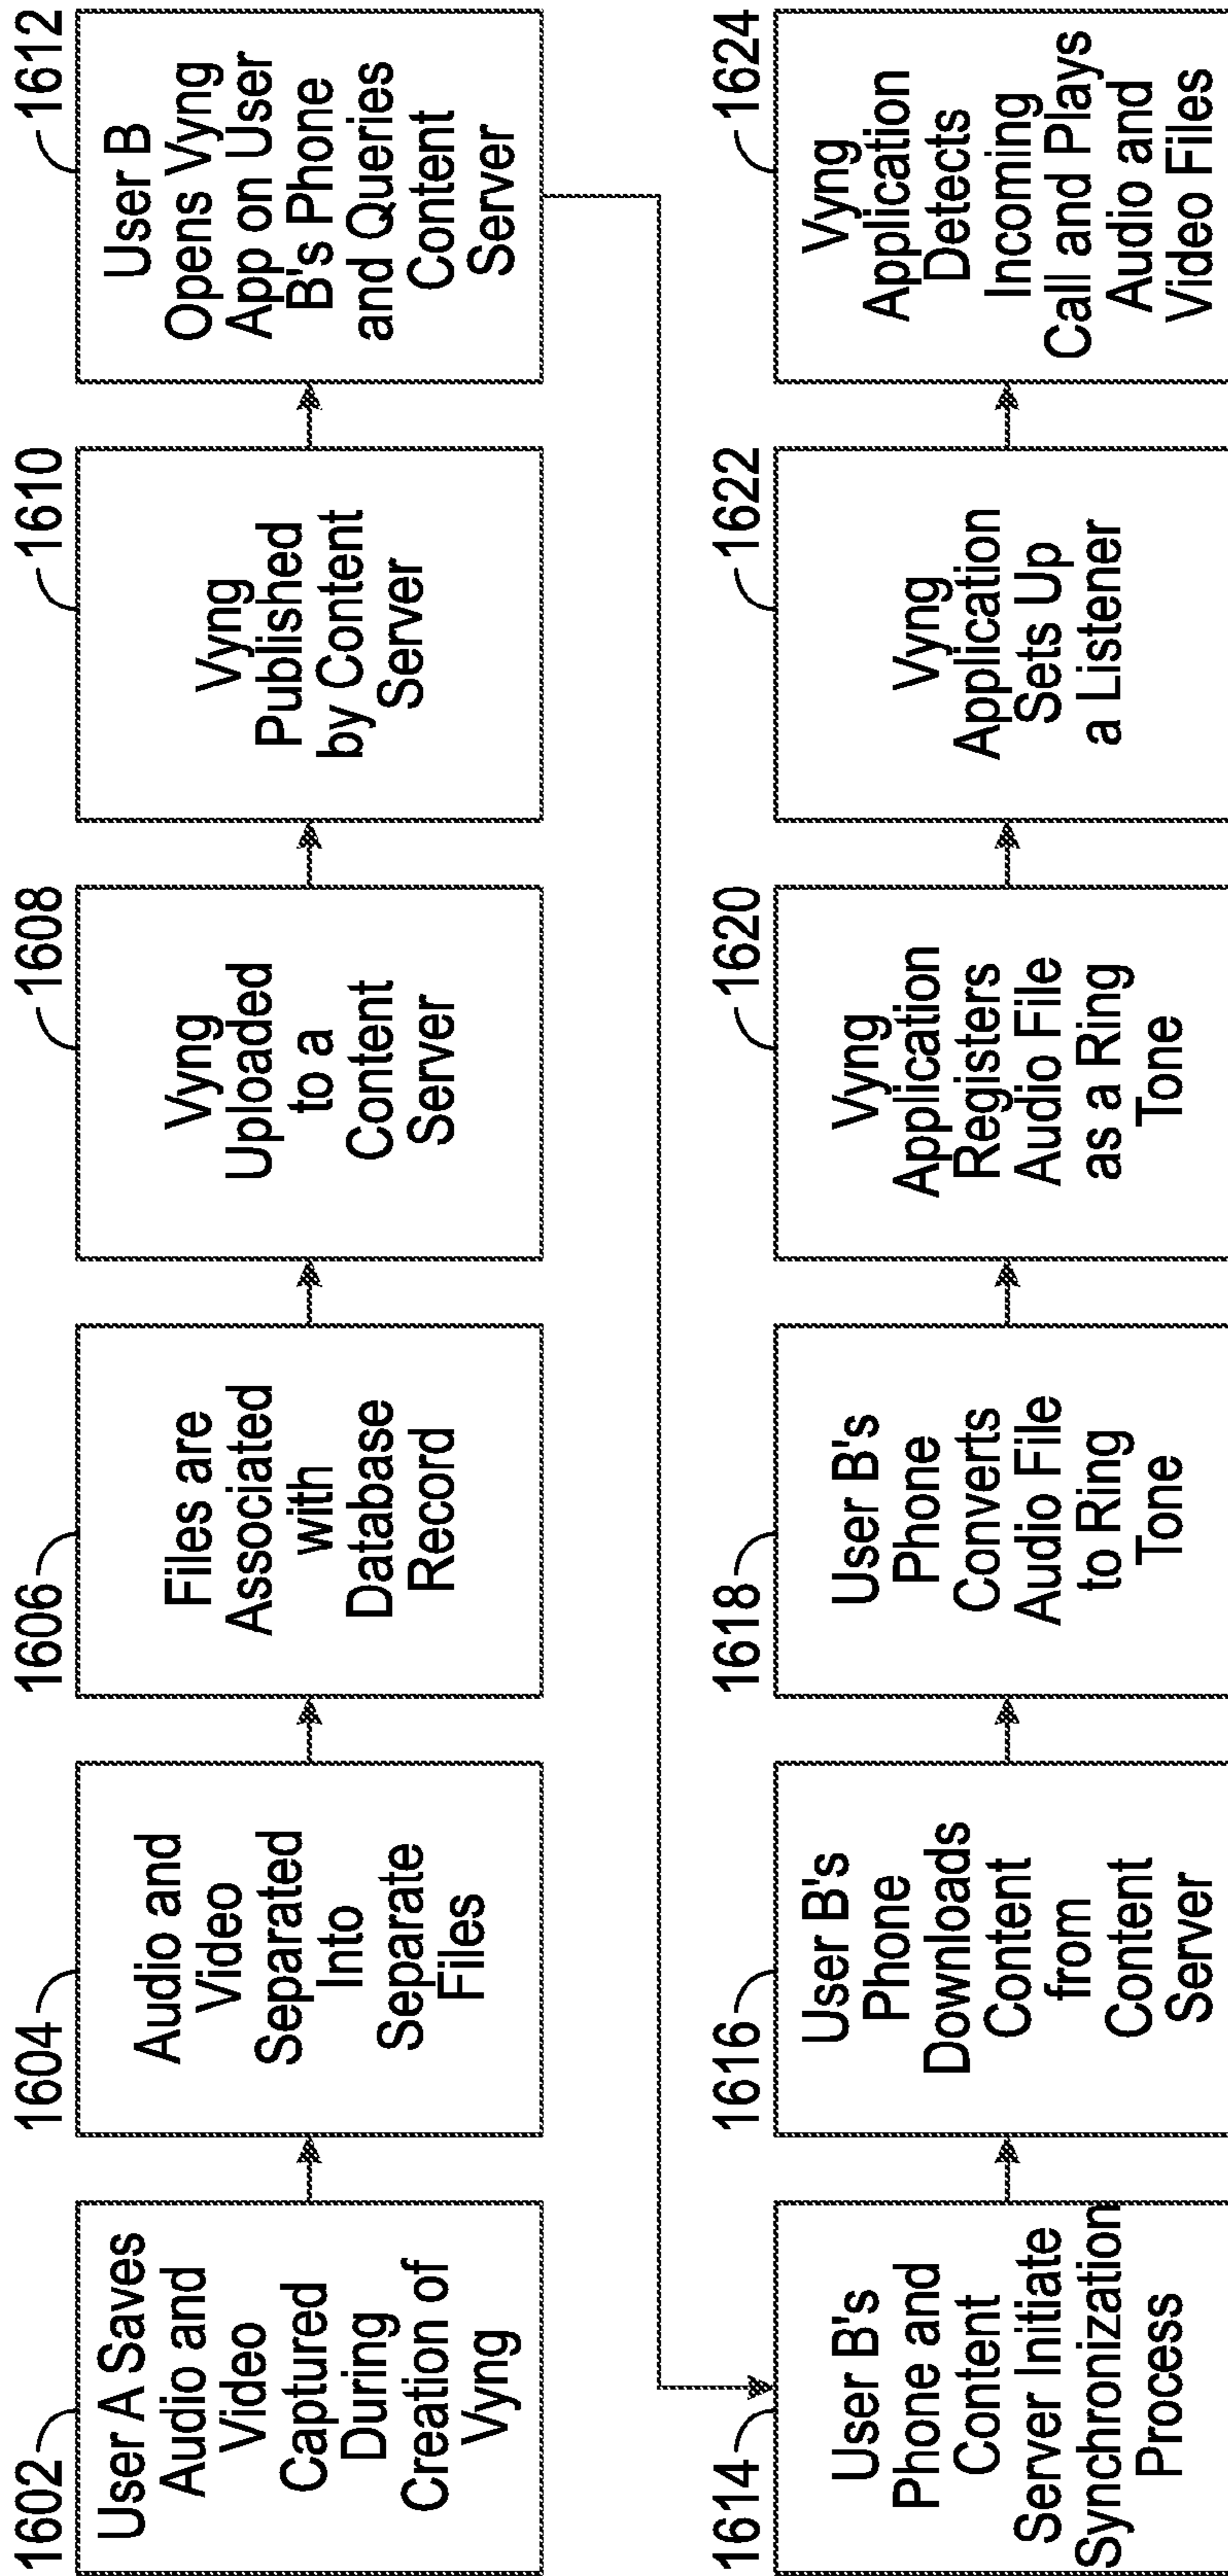 1602
User A Saves
Audio and
Video
Captured
During
Creation of
Vyng
1604
Audio and
Video
Separated
Into
Separate
Files
1606
Files are
Associated
with
Database
Record
1608
Vyng
Uploaded
to a
Content
Server
1610
Vyng
Published
by Content
Server
1612
User B
Opens Vyng
App on User
B's Phone
and Queries
Content
Server
1614
User B's
Phone and
Content
Server Initiate
Synchronization
Process
1616
User B's
Phone
Downloads
Content
from
Content
Server
1618
User B's
Phone
Converts
Audio File
to Ring
Tone
1620
Vyng
Application
Registers
Audio File
as a Ring
Tone
1622
Vyng
Application
Sets Up
a Listener
1624
Vyng
Application
Detects
Incoming
Call and Plays
Audio and
Video Files